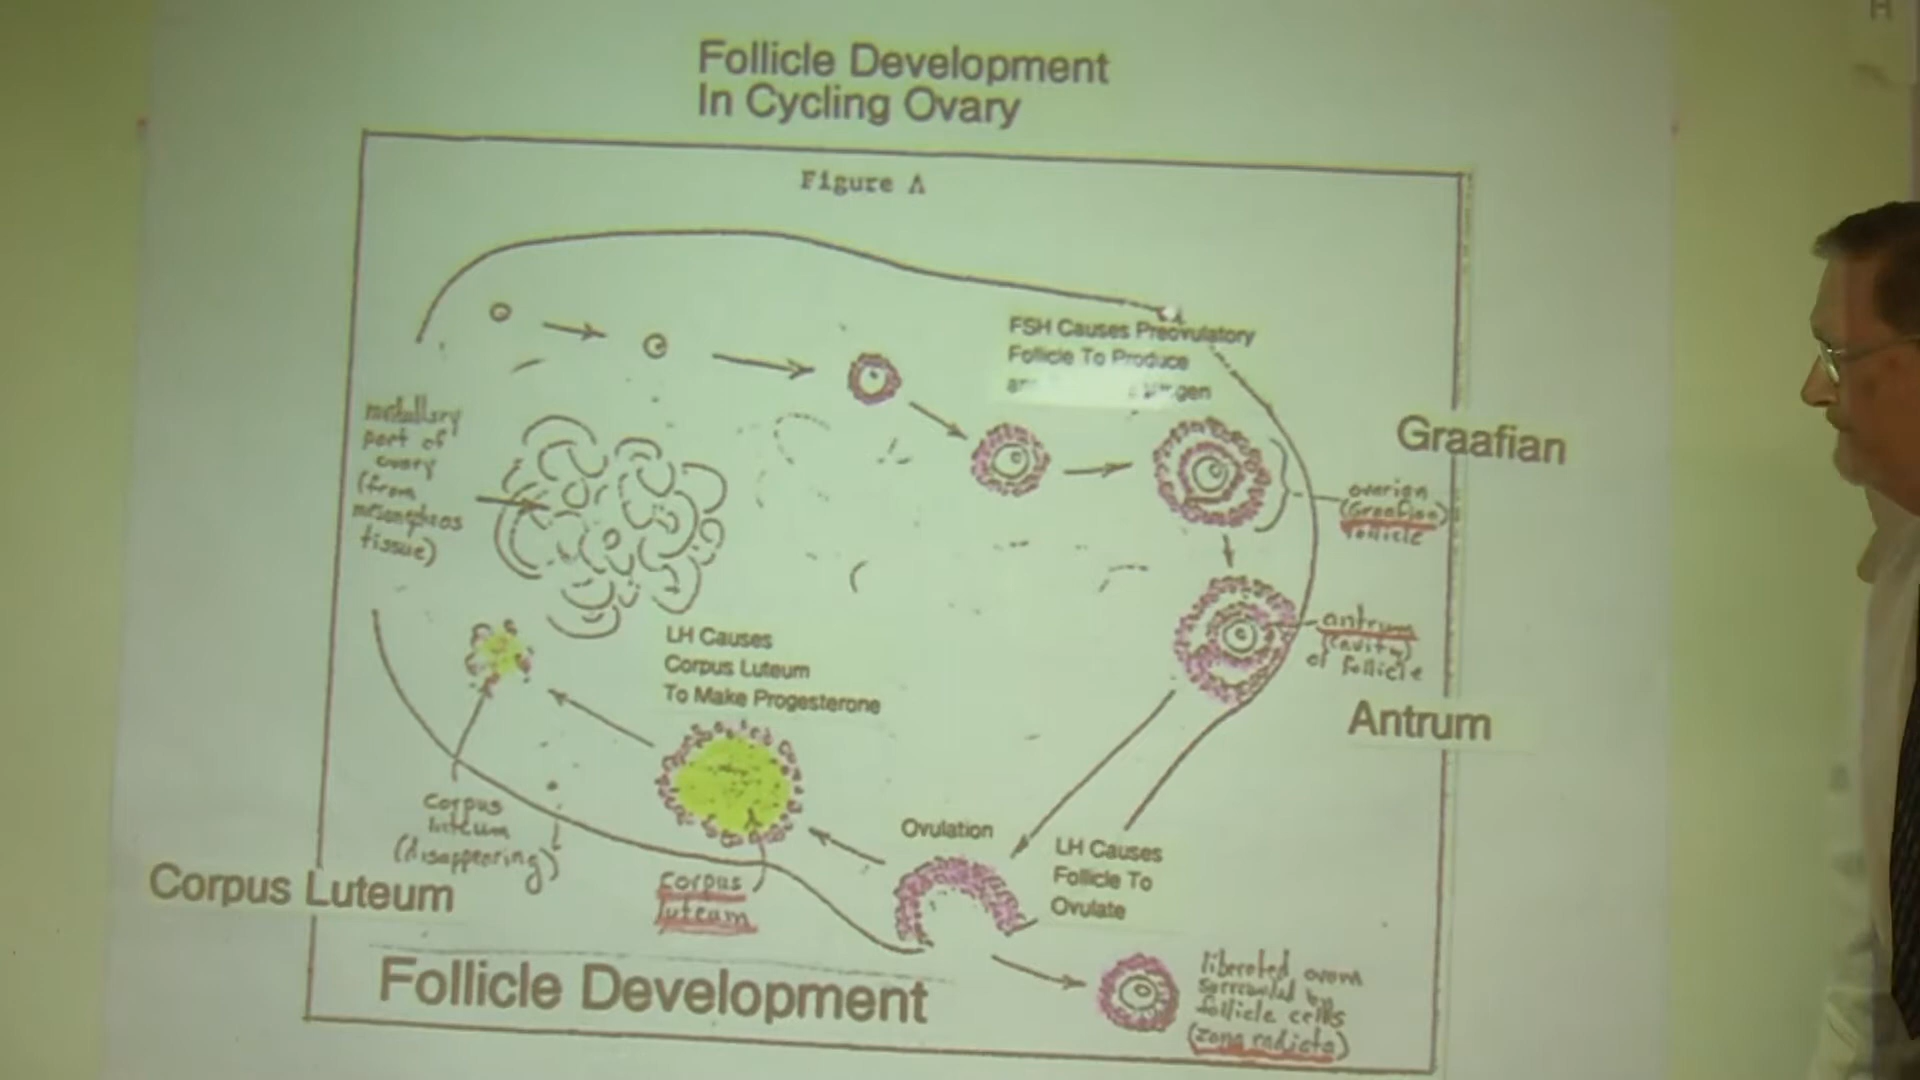 H
Follicle Development
In Cycling Ovary
Figure A
FSH Causes Preovulatory
Follicle To Produce
Graafian
medullary
part of
ovary
(from
mesonephros
tissue)
ovarian
(Graafian)
follicle
antrum
(cavity)
of follicle
Antrum
LH Causes
Corpus Luteum
To Make Progesterone
Corpus
luteum
(disappearing)
Corpus Luteum
Corpus
luteum
Ovulation
LH Causes
Follicle To
Ovulate
liberated ovum
surrounded by
follicle cells
(zona radiata)
Follicle Development